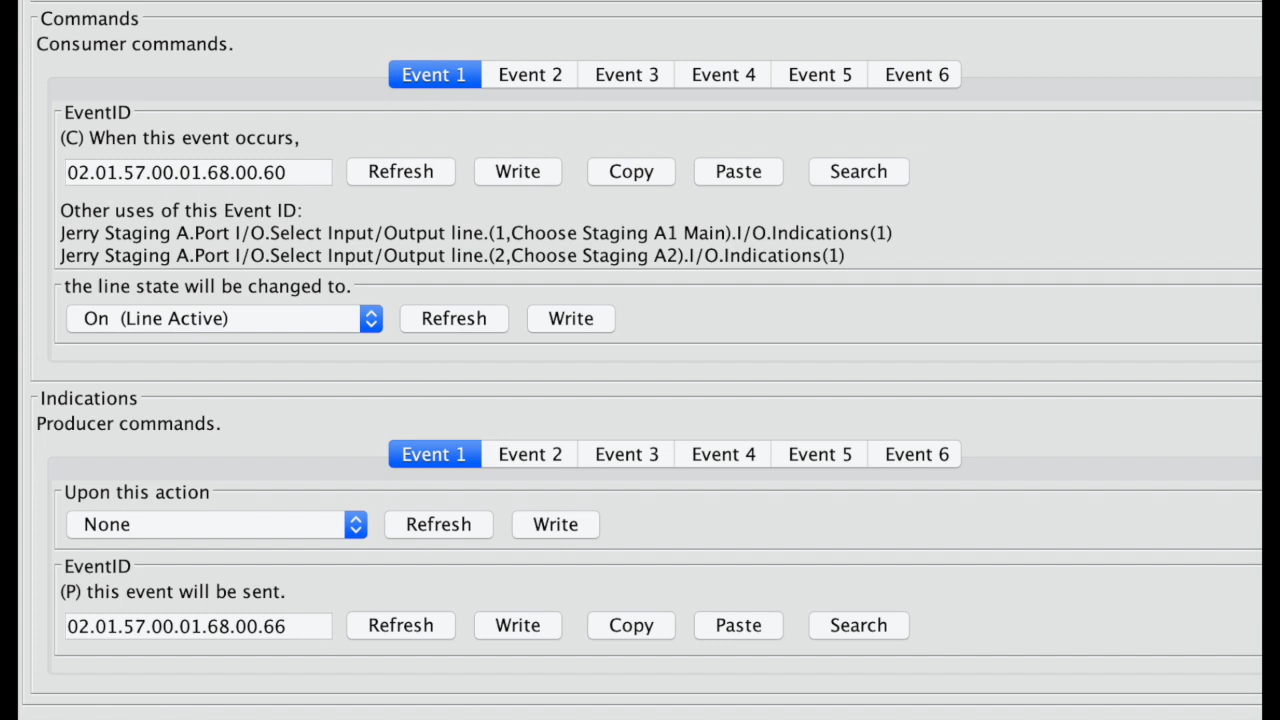 Commands
Consumer commands.
Event 1 Event 2 Event 3 Event 4 Event 5 Event 6
EventID
(C) When this event occurs,
02.01.57.00.01.68.00.60 Refresh Write Copy Paste Search
Other uses of this Event ID:
Jerry Staging A.Port I/O.Select Input/Output line.(1,Choose Staging A1 Main).I/O.Indications(1)
Jerry Staging A.Port I/O.Select Input/Output line.(2,Choose Staging A2).I/O.Indications(1)
the line state will be changed to.
On (Line Active) Refresh Write
Indications
Producer commands.
Event 1 Event 2 Event 3 Event 4 Event 5 Event 6
Upon this action
None Refresh Write
EventID
(P) this event will be sent.
02.01.57.00.01.68.00.66 Refresh Write Copy Paste Search